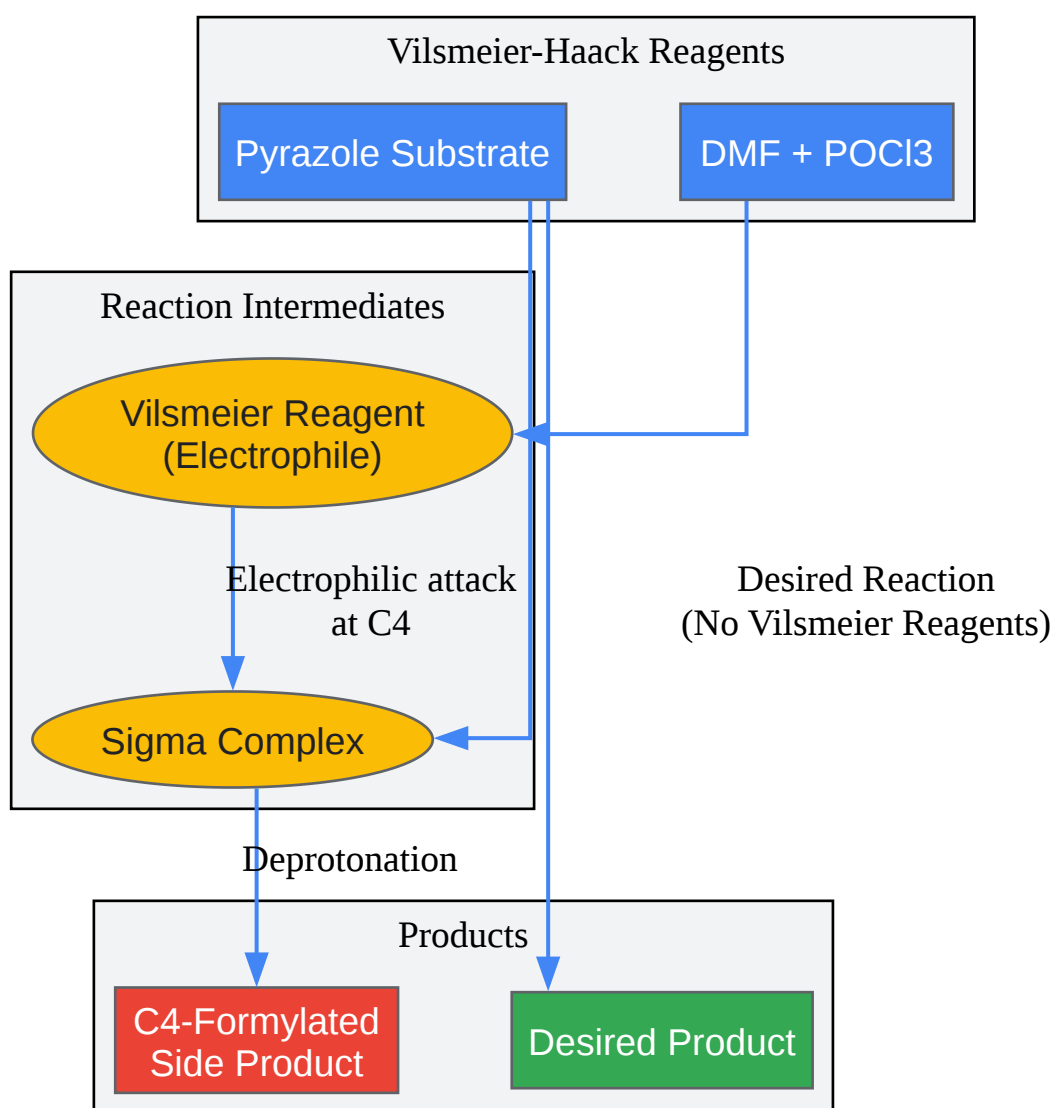 Vilsmeier-Haack Reagents
Pyrazole Substrate
DMF + POCl3
Reaction Intermediates
Vilsmeier Reagent
(Electrophile)
Electrophilic attack
at C4
Desired Reaction
(No Vilsmeier Reagents)
Sigma Complex
Deprotonation
Products
C4-Formylated
Side Product
Desired Product